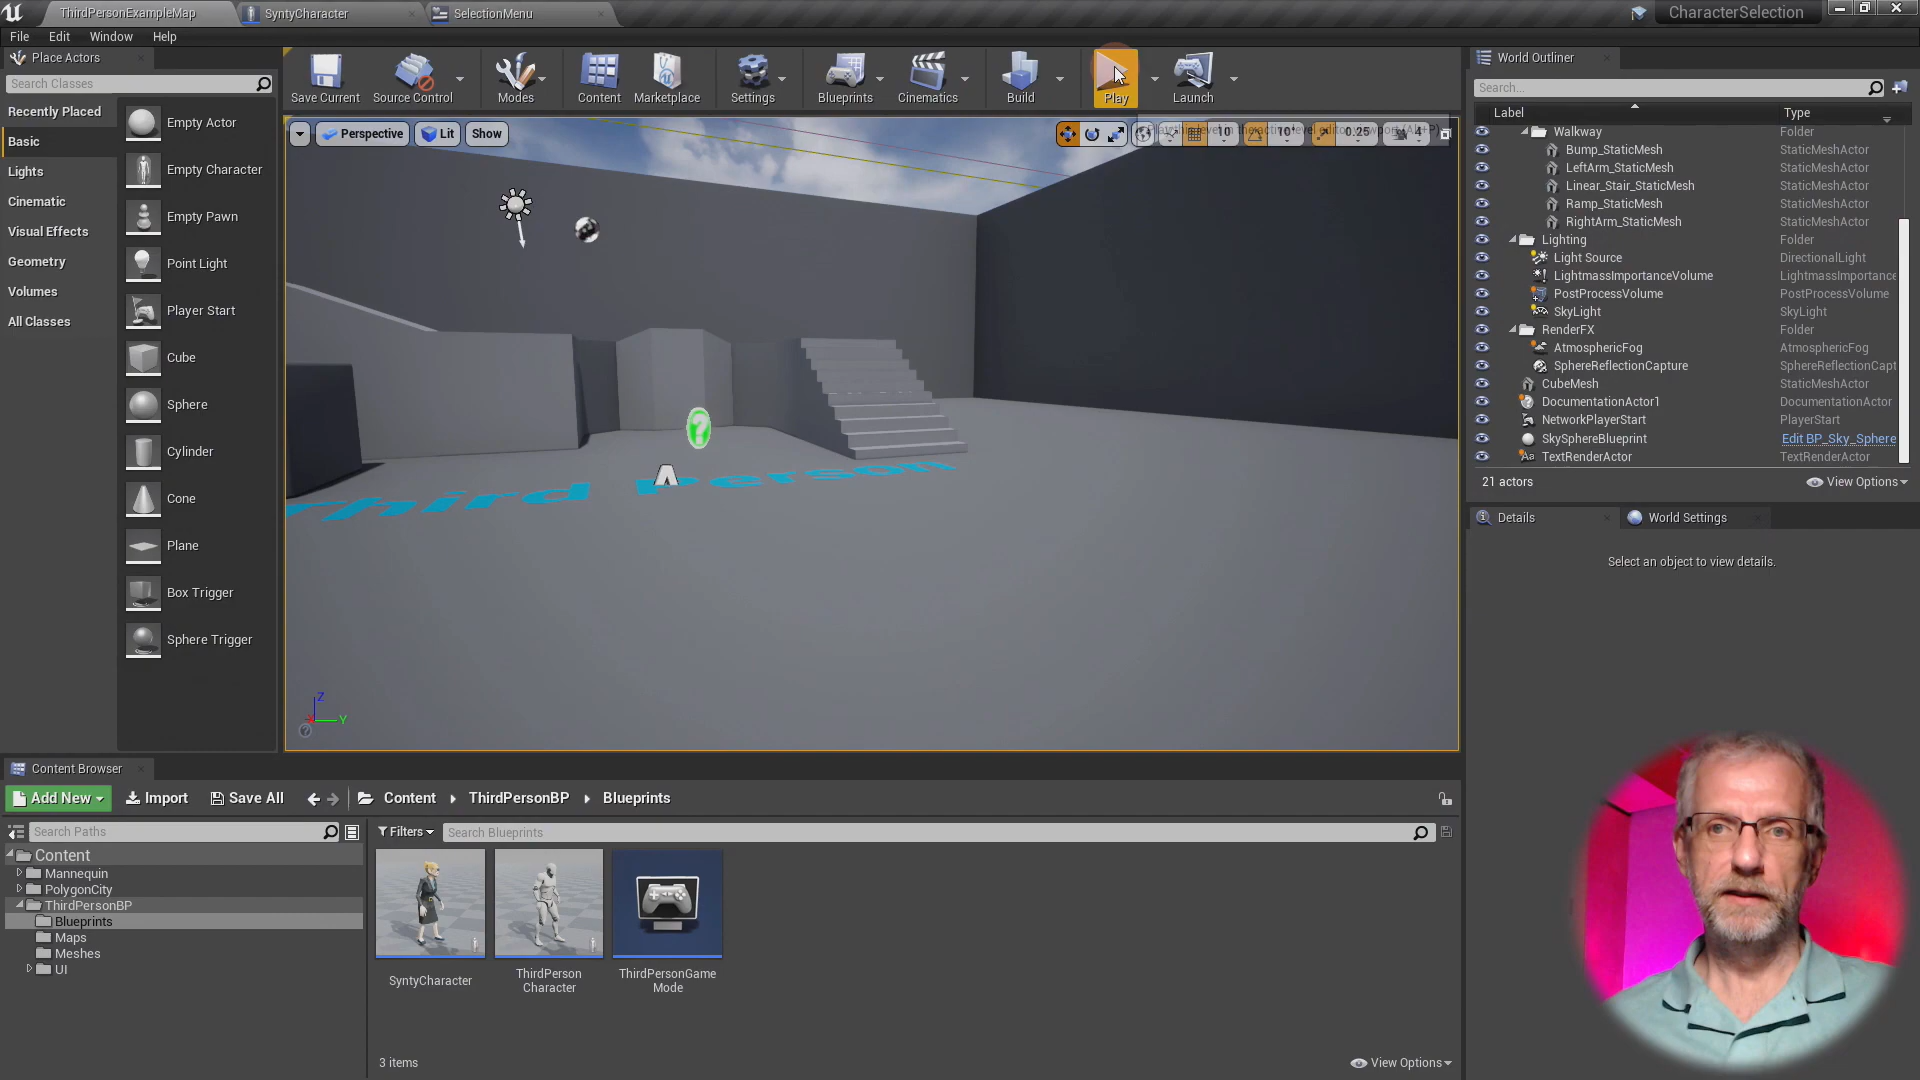 ThirdPersonExampleMap
SyntyCharacter
SelectionMenu
CharacterSelection
File Edit Window Help
Place Actors
Search Classes
Recently Placed
Basic
Lights
Cinematic
Visual Effects
Geometry
Volumes
All Classes
Empty Actor
Empty Character
Empty Pawn
Point Light
Player Start
Cube
Sphere
Cylinder
Cone
Plane
Box Trigger
Sphere Trigger
Save Current Source Control Modes Content Marketplace Settings Blueprints Cinematics Build Play Launch
Perspective Lit Show
10 10° 0.25 4
Third Person
Z
Y
World Outliner
Search...
Label Type
Walkway Folder
Bump_StaticMesh StaticMeshActor
LeftArm_StaticMesh StaticMeshActor
Linear_Stair_StaticMesh StaticMeshActor
Ramp_StaticMesh StaticMeshActor
RightArm_StaticMesh StaticMeshActor
Lighting Folder
Light Source DirectionalLight
LightmassImportanceVolume LightmassImportance
PostProcessVolume PostProcessVolume
SkyLight SkyLight
RenderFX Folder
AtmosphericFog AtmosphericFog
SphereReflectionCapture SphereReflectionCapt
CubeMesh StaticMeshActor
DocumentationActor1 DocumentationActor
NetworkPlayerStart PlayerStart
SkySphereBlueprint Edit BP_Sky_Sphere
TextRenderActor TextRenderActor
21 actors
View Options
Details
World Settings
Select an object to view details.
Content Browser
Add New Import Save All Content ThirdPersonBP Blueprints
Search Paths
Filters
Search Blueprints
Content
Mannequin
PolygonCity
ThirdPersonBP
Blueprints
Maps
Meshes
UI
SyntyCharacter
ThirdPerson
Character
ThirdPersonGame
Mode
3 items
View Options